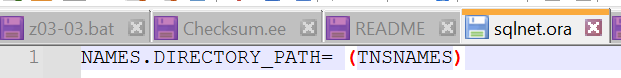 z03-03.bat Checksum.ee README sqlnet.ora
1 NAMES.DIRECTORY_PATH= (TNSNAMES)